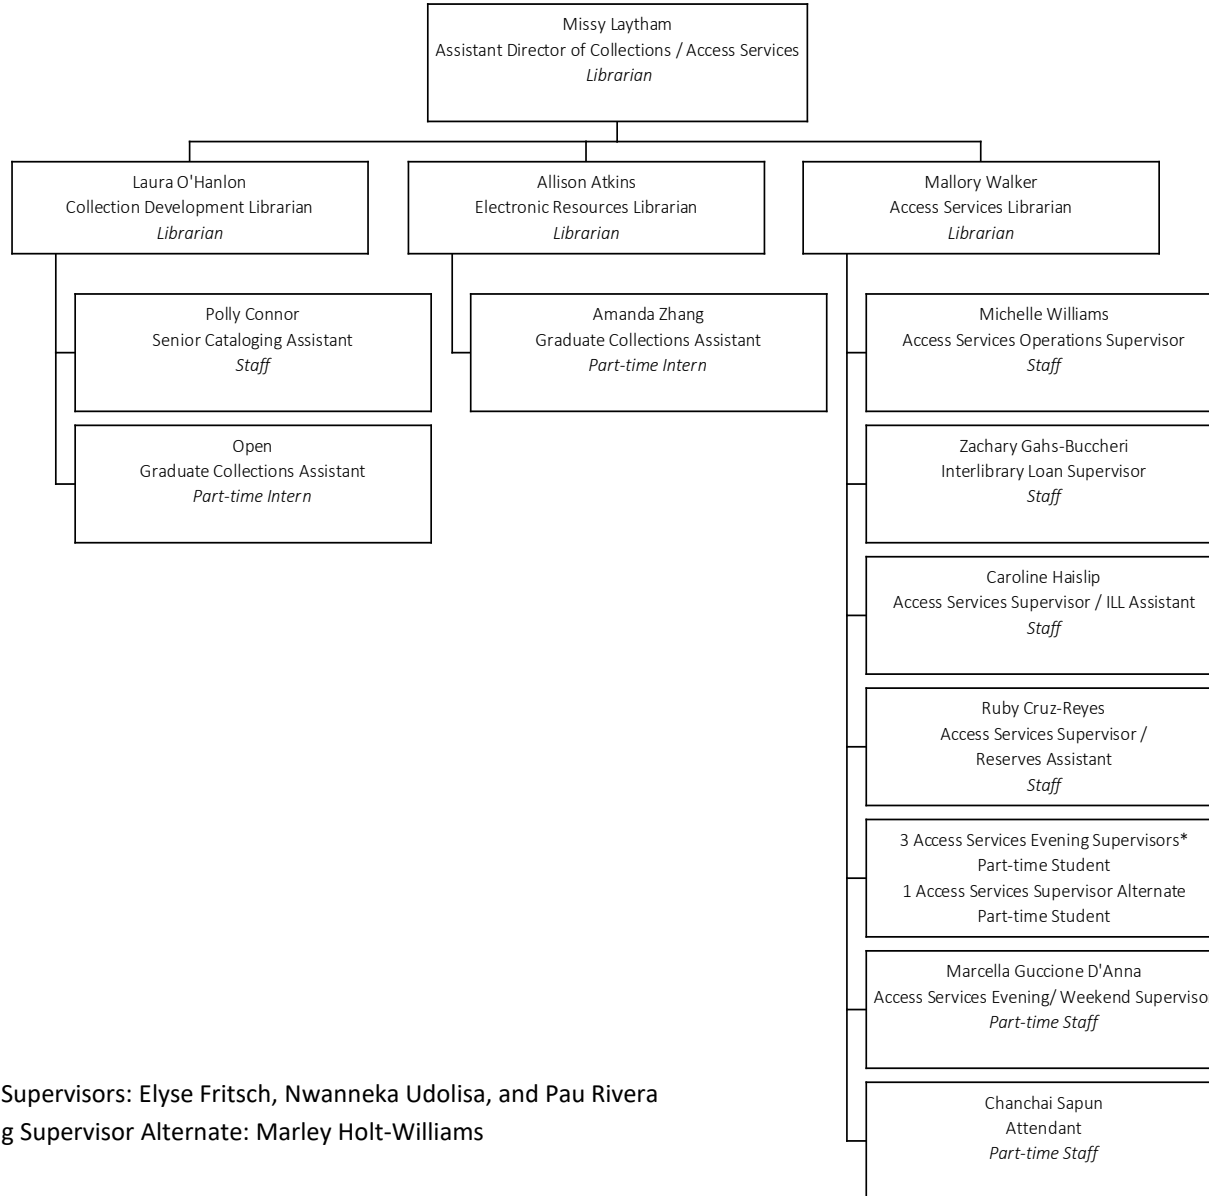 Missy Laytham
Assistant Director of Collections / Access Services
Librarian
Laura O'Hanlon
Collection Development Librarian
Librarian
Polly Connor
Senior Cataloging Assistant
Staff
Open
Graduate Collections Assistant
Part-time Intern
Allison Atkins
Electronic Resources Librarian
Librarian
Amanda Zhang
Graduate Collections Assistant
Part-time Intern
Mallory Walker
Access Services Librarian
Librarian
Michelle Williams
Access Services Operations Supervisor
Staff
Zachary Gahs-Buccheri
Interlibrary Loan Supervisor
Staff
Caroline Haislip
Access Services Supervisor / ILL Assistant
Staff
Ruby Cruz-Reyes
Access Services Supervisor /
Reserves Assistant
Staff
3 Access Services Evening Supervisors*
Part-time Student
1 Access Services Supervisor Alternate
Part-time Student
Marcella Guccione D'Anna
Access Services Evening/ Weekend Superviso
Part-time Staff
Chanchai Sapun
Attendant
Part-time Staff
Supervisors: Elyse Fritsch, Nwanneka Udolisa, and Pau Rivera
g Supervisor Alternate: Marley Holt-Williams